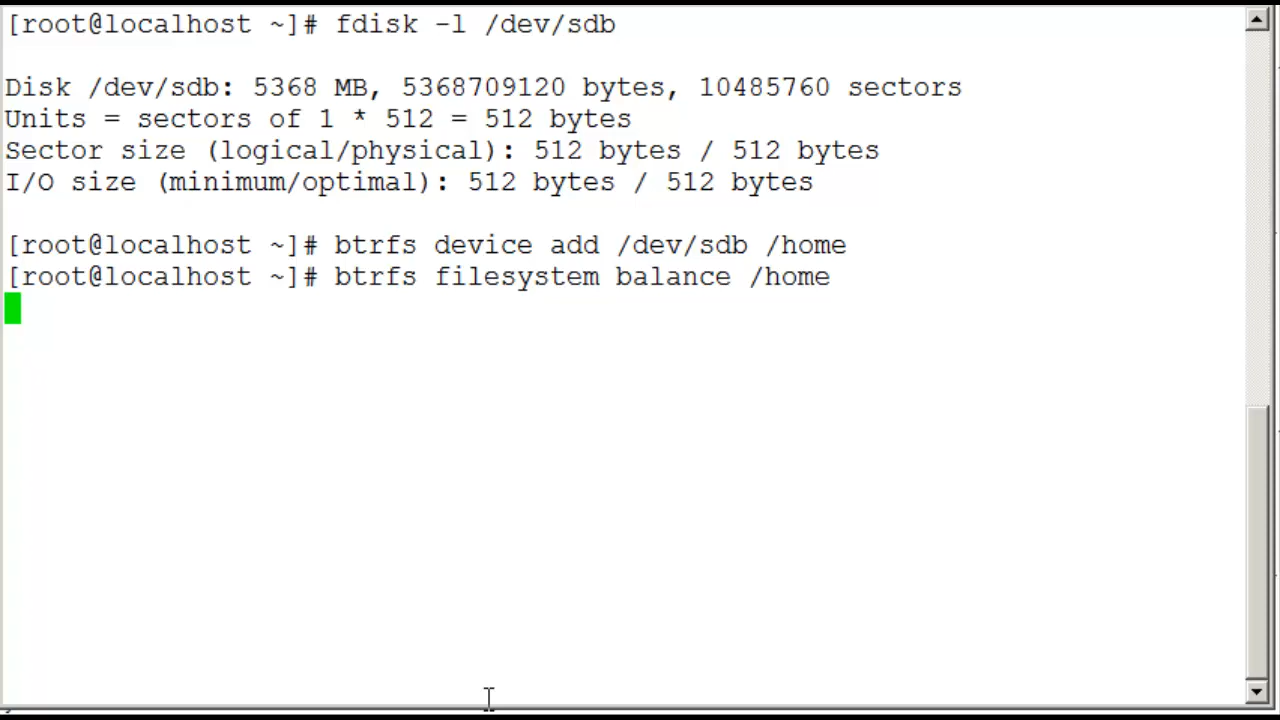 [root@localhost ~]# fdisk -l /dev/sdb
Disk /dev/sdb: 5368 MB, 5368709120 bytes, 10485760 sectors
Units = sectors of 1 * 512 = 512 bytes
Sector size (logical/physical): 512 bytes / 512 bytes
I/O size (minimum/optimal): 512 bytes / 512 bytes
[root@localhost ~]# btrfs device add /dev/sdb /home
[root@localhost ~]# btrfs filesystem balance /home